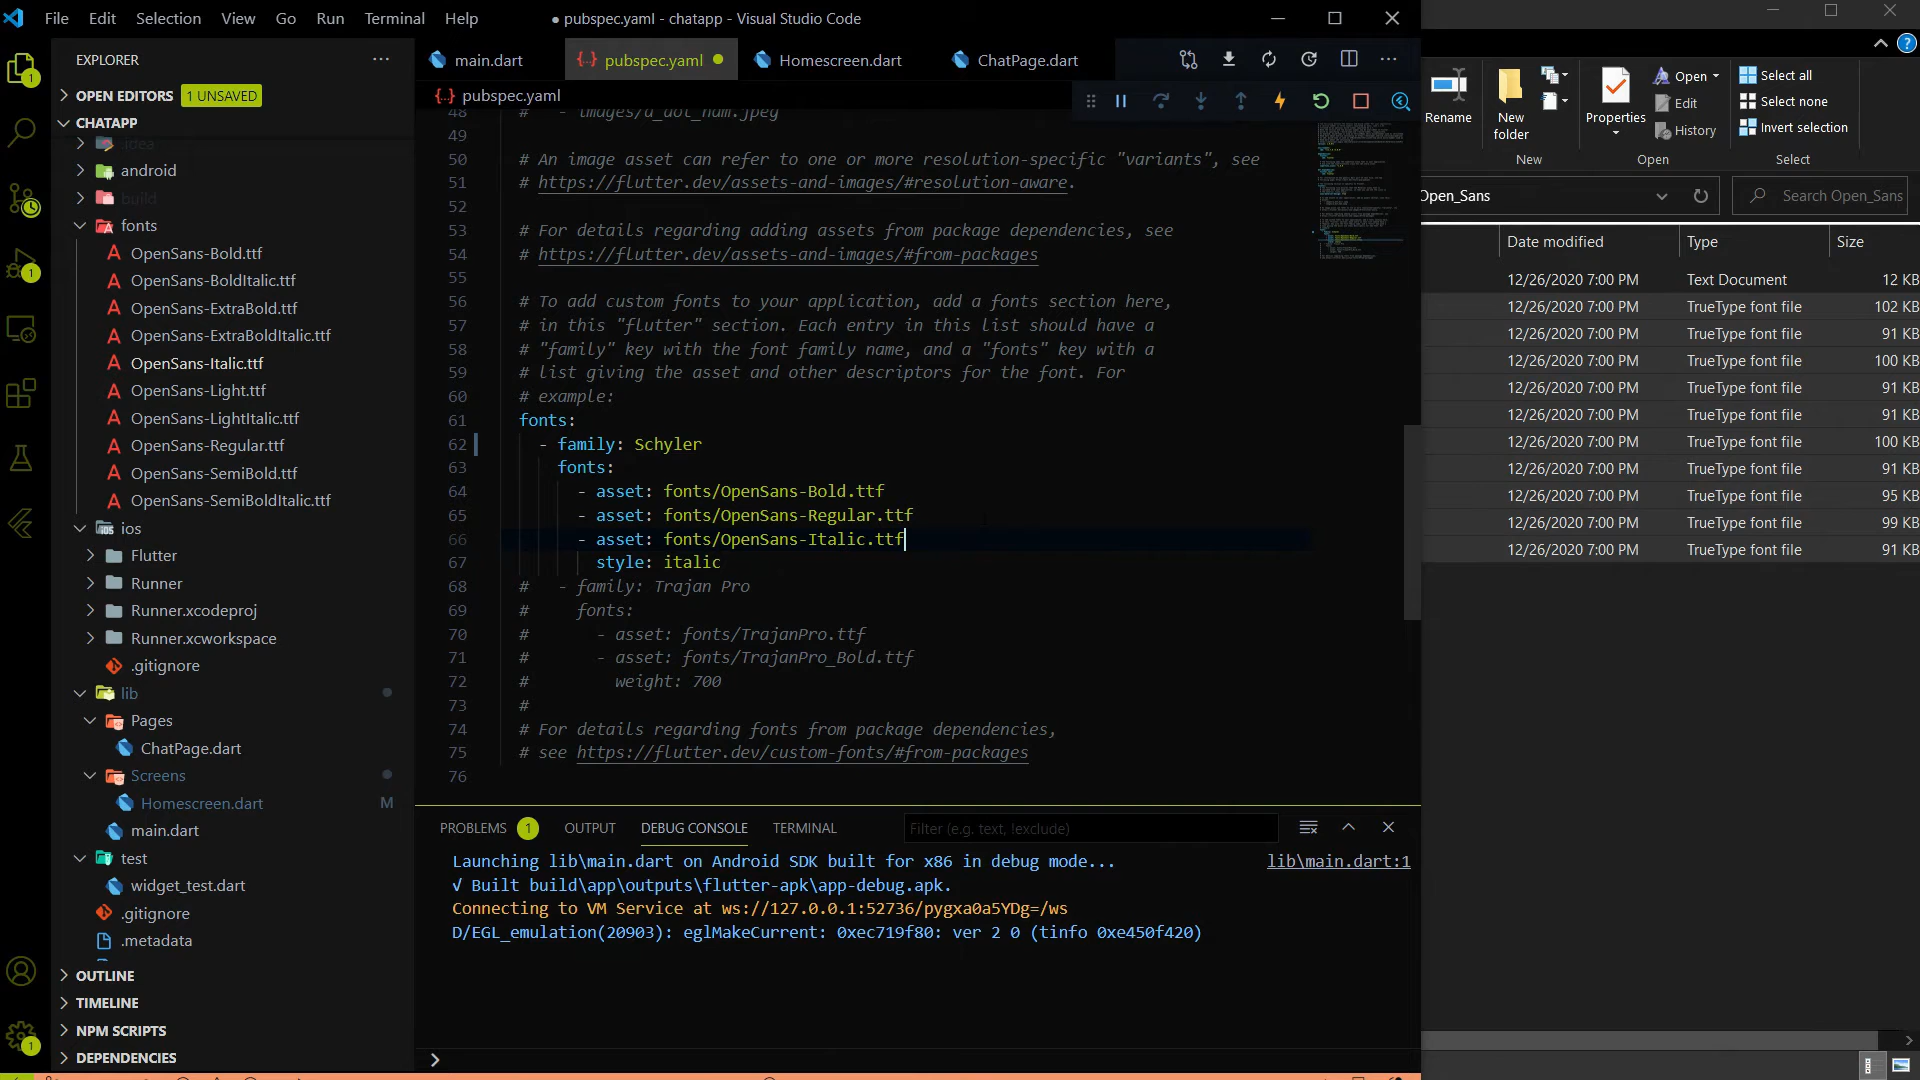 File Edit Selection View Go Run Terminal Help
● pubspec.yaml - chatapp - Visual Studio Code
EXPLORER
OPEN EDITORS 1 UNSAVED
CHATAPP
.idea
android
build
fonts
OpenSans-Bold.ttf
OpenSans-BoldItalic.ttf
OpenSans-ExtraBold.ttf
OpenSans-ExtraBoldItalic.ttf
OpenSans-Italic.ttf
OpenSans-Light.ttf
OpenSans-LightItalic.ttf
OpenSans-Regular.ttf
OpenSans-SemiBold.ttf
OpenSans-SemiBoldItalic.ttf
ios
Flutter
Runner
Runner.xcodeproj
Runner.xcworkspace
.gitignore
lib
Pages
ChatPage.dart
Screens
Homescreen.dart M
main.dart
test
widget_test.dart
.gitignore
.metadata
OUTLINE
TIMELINE
NPM SCRIPTS
DEPENDENCIES
main.dart pubspec.yaml Homescreen.dart ChatPage.dart
pubspec.yaml
48 # - images/a_dot_ham.jpeg
49
50 # An image asset can refer to one or more resolution-specific "variants", see
51 # https://flutter.dev/assets-and-images/#resolution-aware.
52
53 # For details regarding adding assets from package dependencies, see
54 # https://flutter.dev/assets-and-images/#from-packages
55
56 # To add custom fonts to your application, add a fonts section here,
57 # in this "flutter" section. Each entry in this list should have a
58 # "family" key with the font family name, and a "fonts" key with a
59 # list giving the asset and other descriptors for the font. For
60 # example:
61 fonts:
62 - family: Schyler
63 fonts:
64 - asset: fonts/OpenSans-Bold.ttf
65 - asset: fonts/OpenSans-Regular.ttf
66 - asset: fonts/OpenSans-Italic.ttf
67 style: italic
68 # - family: Trajan Pro
69 # fonts:
70 # - asset: fonts/TrajanPro.ttf
71 # - asset: fonts/TrajanPro_Bold.ttf
72 # weight: 700
73 #
74 # For details regarding fonts from package dependencies,
75 # see https://flutter.dev/custom-fonts/#from-packages
76
PROBLEMS 1 OUTPUT DEBUG CONSOLE TERMINAL Filter (e.g. text, !exclude)
Launching lib\main.dart on Android SDK built for x86 in debug mode... lib\main.dart:1
√ Built build\app\outputs\flutter-apk\app-debug.apk.
Connecting to VM Service at ws://127.0.0.1:52736/pygxa0a5YDg=/ws
D/EGL_emulation(20903): eglMakeCurrent: 0xec719f80: ver 2 0 (tinfo 0xe450f420)
Rename
New folder
New
Properties
Open
Edit
History
Open
Select all
Select none
Invert selection
Select
Open_Sans
Search Open_Sans
Date modified Type Size
12/26/2020 7:00 PM Text Document 12 KB
12/26/2020 7:00 PM TrueType font file 102 KB
12/26/2020 7:00 PM TrueType font file 91 KB
12/26/2020 7:00 PM TrueType font file 100 KB
12/26/2020 7:00 PM TrueType font file 91 KB
12/26/2020 7:00 PM TrueType font file 91 KB
12/26/2020 7:00 PM TrueType font file 100 KB
12/26/2020 7:00 PM TrueType font file 91 KB
12/26/2020 7:00 PM TrueType font file 95 KB
12/26/2020 7:00 PM TrueType font file 99 KB
12/26/2020 7:00 PM TrueType font file 91 KB